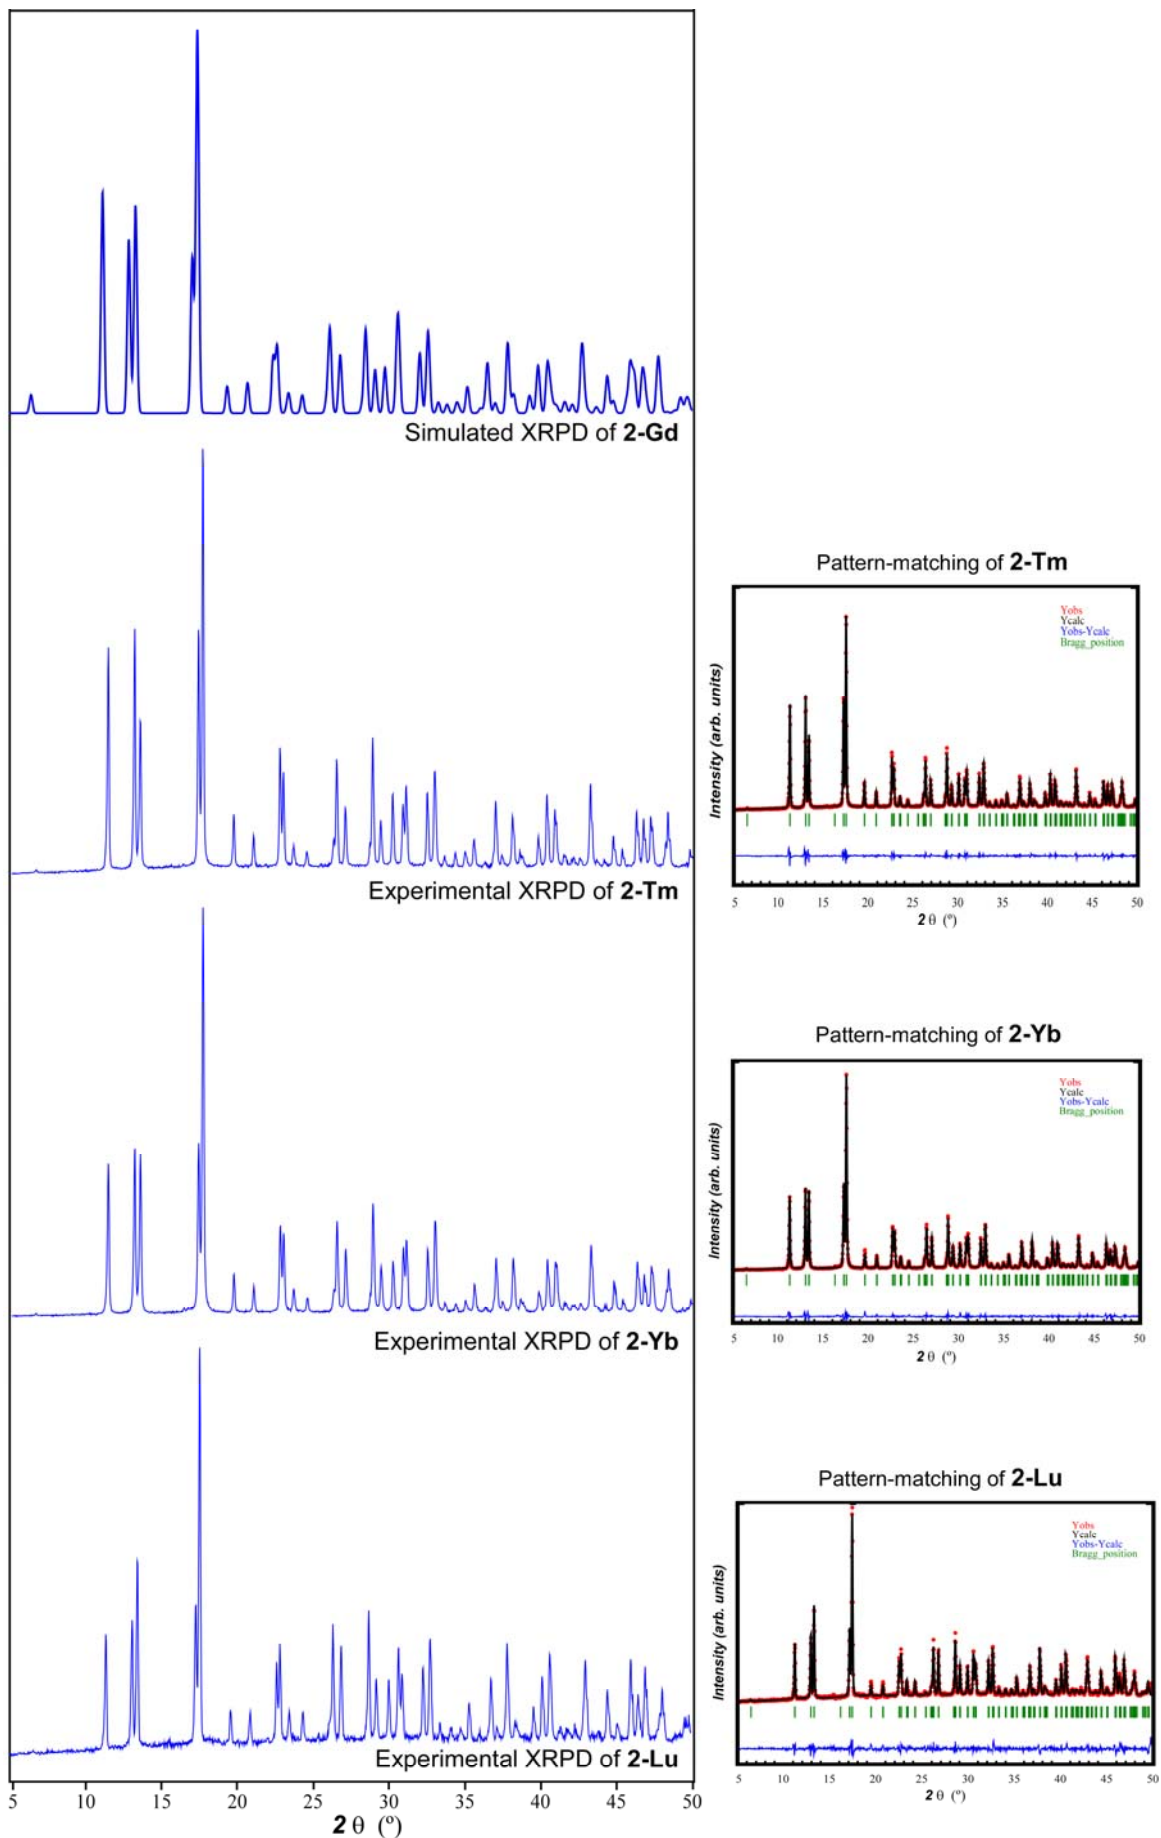 Simulated XRPD of 2-Gd
Experimental XRPD of 2-Tm
Experimental XRPD of 2-Yb
Experimental XRPD of 2-Lu
5 10 15 20 25 30 35 40 45 50
2 θ (º)
Pattern-matching of 2-Tm
Yobs
Ycalc
Yobs-Ycalc
Bragg_position
Intensity (arb. units)
5 10 15 20 25 30 35 40 45 50
2 θ (º)
Pattern-matching of 2-Yb
Yobs
Ycalc
Yobs-Ycalc
Bragg_position
Intensity (arb. units)
5 10 15 20 25 30 35 40 45 50
2 θ (º)
Pattern-matching of 2-Lu
Yobs
Ycalc
Yobs-Ycalc
Bragg_position
Intensity (arb. units)
5 10 15 20 25 30 35 40 45 50
2 θ (º)